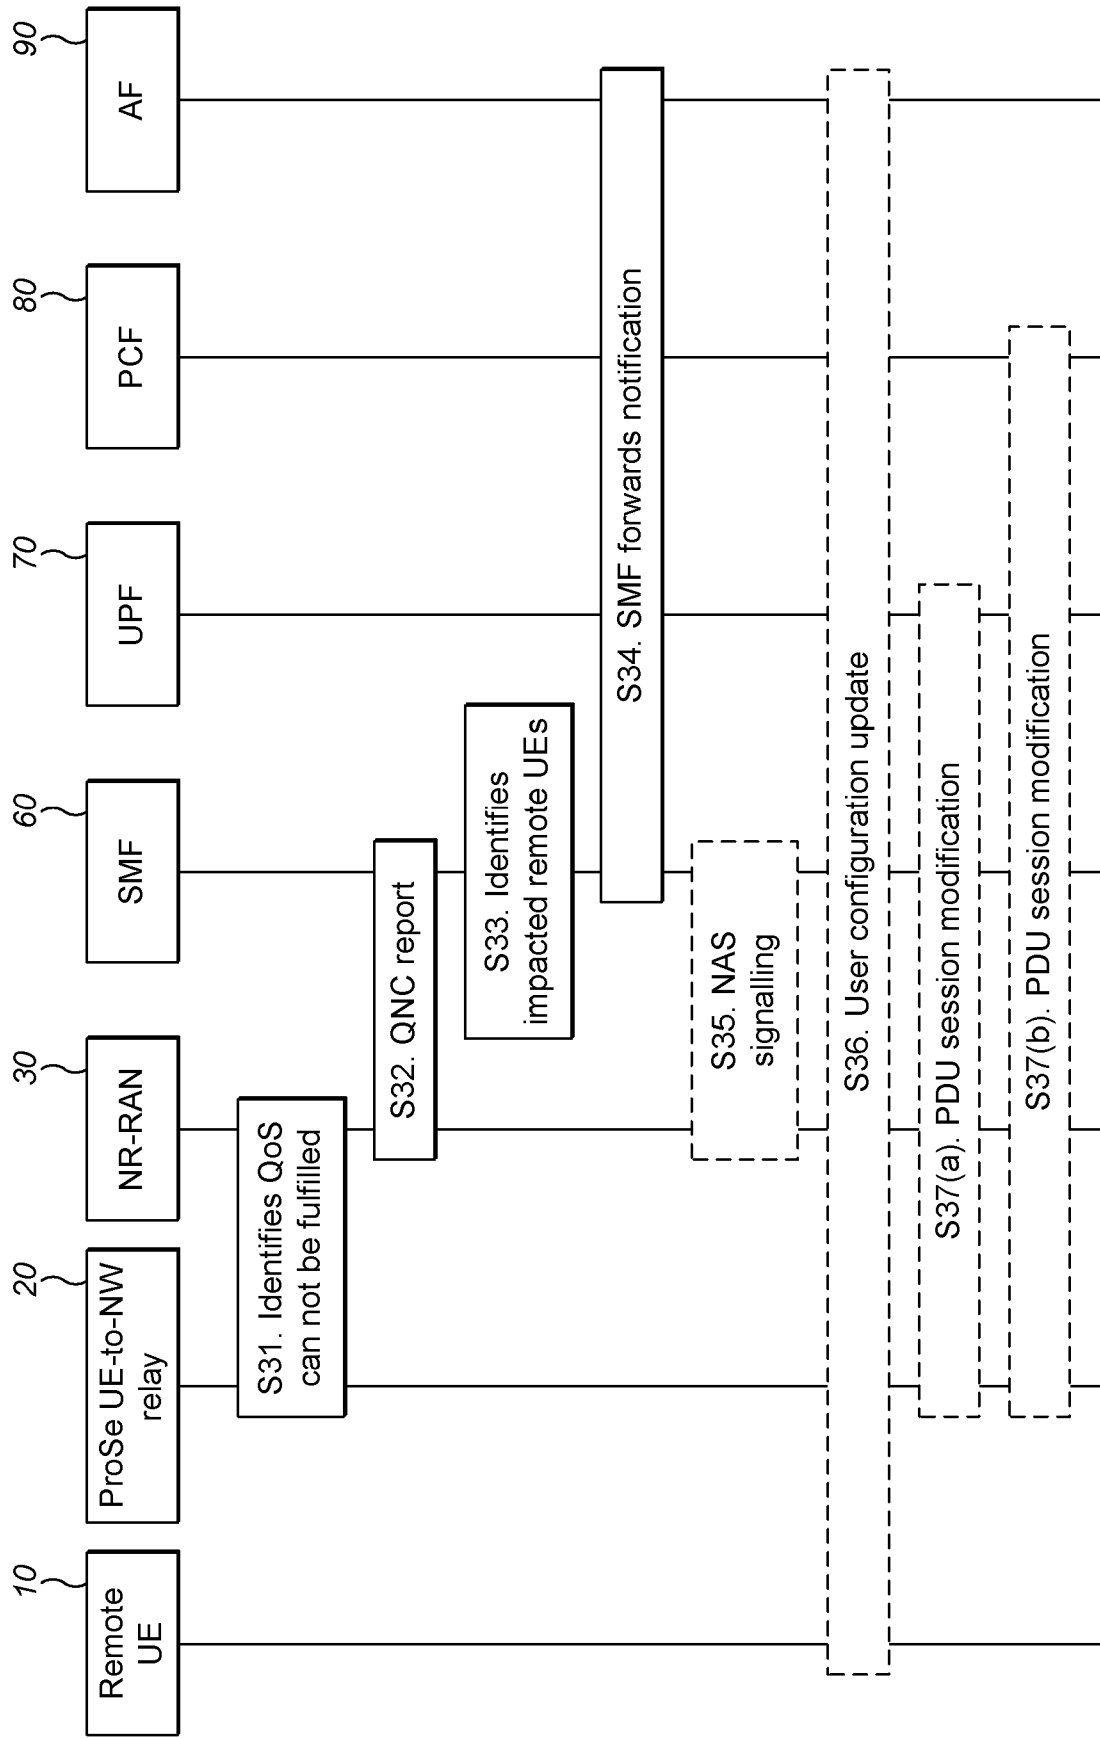 10
20
30
60
70
80
90
Remote
UE
ProSe UE-to-NW
relay
NR-RAN
SMF
UPF
PCF
AF
S31. Identifies QoS
can not be fulfilled
S32. QNC report
S33. Identifies
impacted remote UEs
S34. SMF forwards notification
S35. NAS
signalling
S36. User configuration update
S37(a). PDU session modification
S37(b). PDU session modification